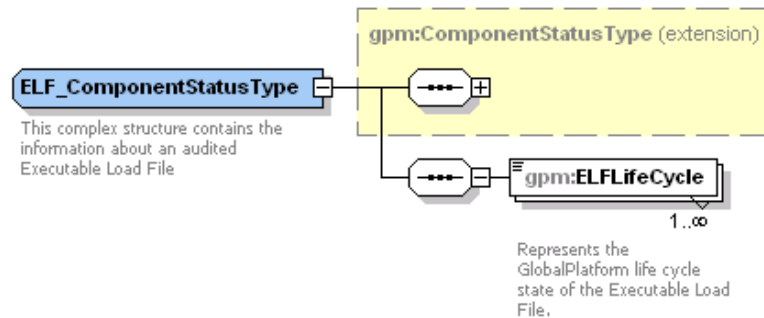 gpm:ComponentStatusType (extension)
ELF_ComponentStatusType
This complex structure contains the
information about an audited
Executable Load File
gpm:ELFLifeCycle
1..∞
Represents the
GlobalPlatform life cycle
state of the Executable Load
File.